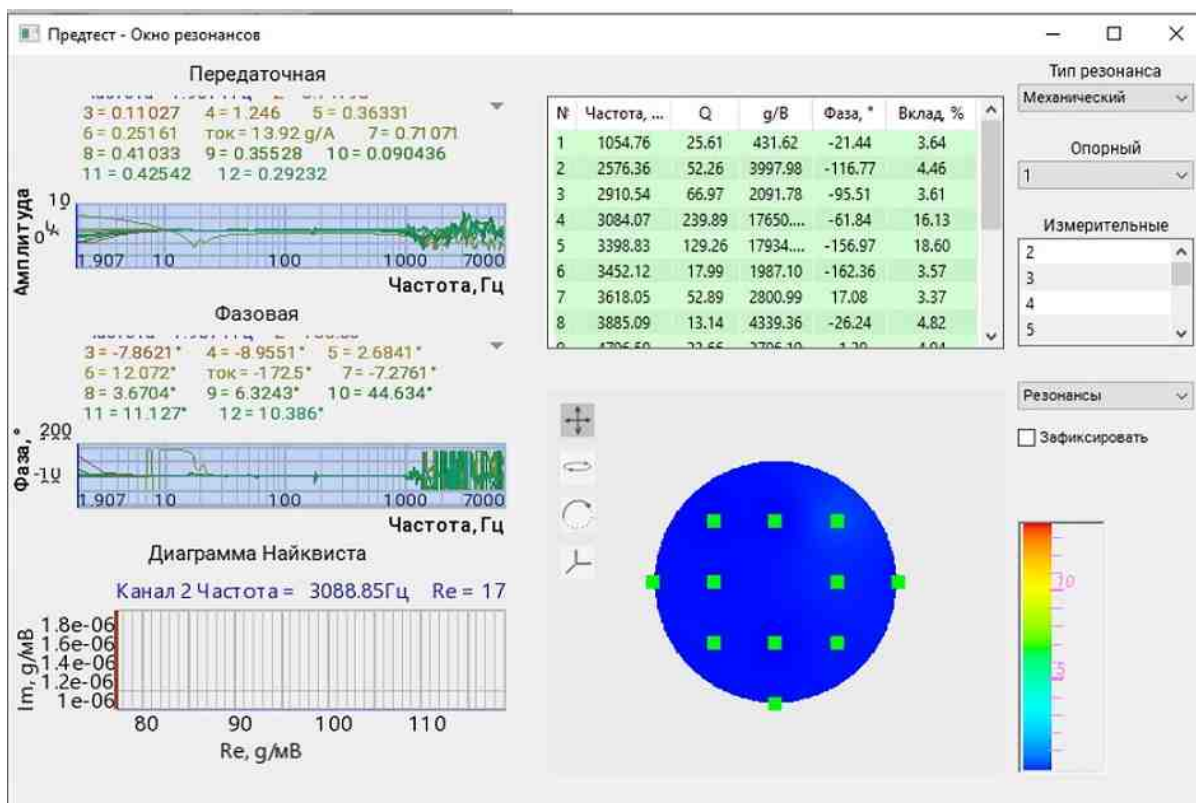 Предтест - Окно резонансов
Передаточная
3 = 0.11027 4 = 1.246 5 = 0.36331
6 = 0.25161 ток = 13.92 g/A 7 = 0.71071
8 = 0.41033 9 = 0.35528 10 = 0.090436
11 = 0.42542 12 = 0.29232
Амплитуда
10
1.907 10 100 1000 7000
Частота, Гц
Фазовая
3 = -7.8621° 4 = -8.9551° 5 = 2.6841°
6 = 12.072° ток = -172.5° 7 = -7.2761°
8 = 3.6704° 9 = 6.3243° 10 = 44.634°
11 = 11.127° 12 = 10.386°
Фаза, °
200
1.907 10 100 1000 7000
Частота, Гц
Диаграмма Найквиста
Канал 2 Частота = 3088.85Гц Re = 17
Im, g/мВ
1.8e-06
1.6e-06
1.4e-06
1.2e-06
1e-06
80 90 100 110
Re, g/мВ
№ Частота, ... Q g/В Фаза, ° Вклад, %
1 1054.76 25.61 431.62 -21.44 3.64
2 2576.36 52.26 3997.98 -116.77 4.46
3 2910.54 66.97 2091.78 -95.51 3.61
4 3084.07 239.89 17650.... -61.84 16.13
5 3398.83 129.26 17934.... -156.97 18.60
6 3452.12 17.99 1987.10 -162.36 3.57
7 3618.05 52.89 2800.99 17.08 3.37
8 3885.09 13.14 4339.36 -26.24 4.82
Тип резонанса
Механический
Опорный
1
Измерительные
2
3
4
5
Резонансы
Зафиксировать
10
5